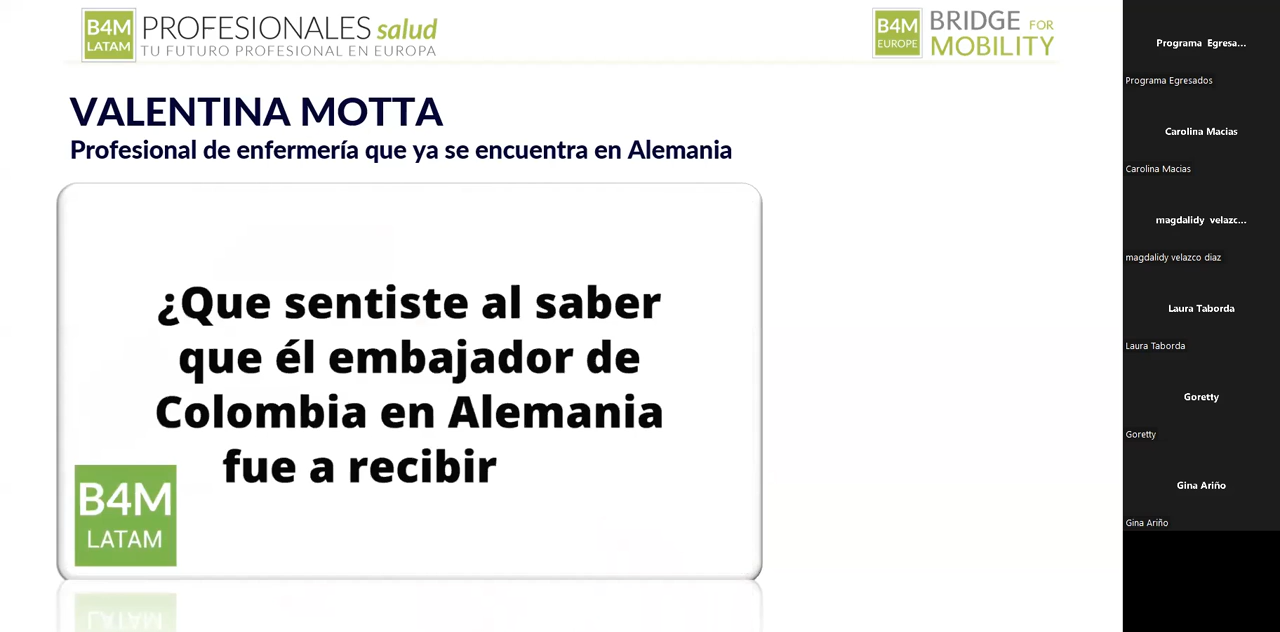 B4M
LATAM
PROFESIONALES salud
TU FUTURO PROFESIONAL EN EUROPA
B4M
EUROPE
BRIDGE FOR
MOBILITY
VALENTINA MOTTA
Profesional de enfermería que ya se encuentra en Alemania
¿Que sentiste al saber
que él embajador de
Colombia en Alemania
fue a recibir
B4M
LATAM
LATAM
Programa Egresa...
Programa Egresados
Carolina Macias
Carolina Macias
magdalidy velazc...
magdalidy velazco diaz
Laura Taborda
Laura Taborda
Goretty
Goretty
Gina Ariño
Gina Ariño